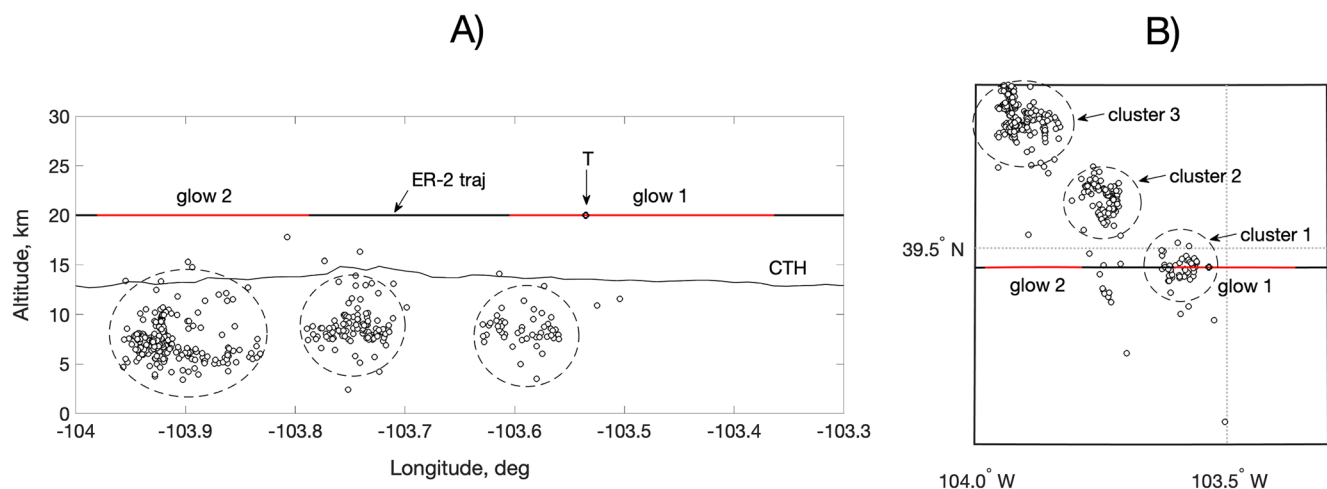 A)
B)
30
25
20
15
10
5
0
Altitude, km
glow 2
ER-2 traj
T
glow 1
CTH
-104
-103.9
-103.8
-103.7
-103.6
-103.5
-103.4
-103.3
Longitude, deg
cluster 3
cluster 2
cluster 1
39.5° N
glow 2
glow 1
104.0° W
103.5° W